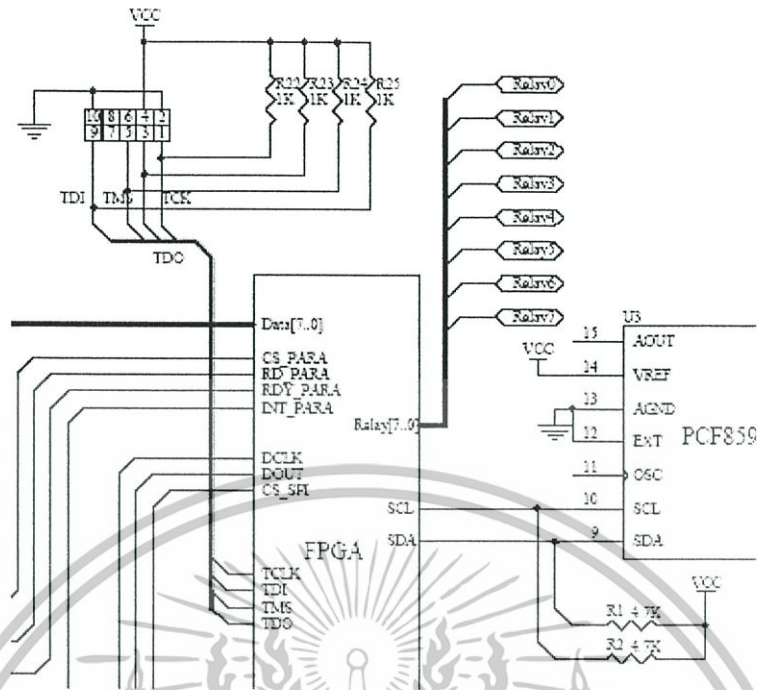 VCC
R22 R23 R24 R25
1K 1K 1K 1K
10 8 6 4 2
9 7 5 3 1
TDI TMS TCK
TDO
Relay0
Relay1
Relay2
Relay3
Relay4
Relay5
Relay6
Relay7
Data[7..0]
CS_PARA
RD_PARA
RDY_PARA
INT_PARA
Relay[7..0]
DCLK
DOUT
CS_SPI
SCL
SDA
FPGA
TCLK
TDI
TMS
TDO
U3
15 AOUT
VCC
14 VREF
13 AGND
12 EXT
PCF859
11 OSC
10 SCL
9 SDA
VCC
R1 4.7K
R2 4.7K